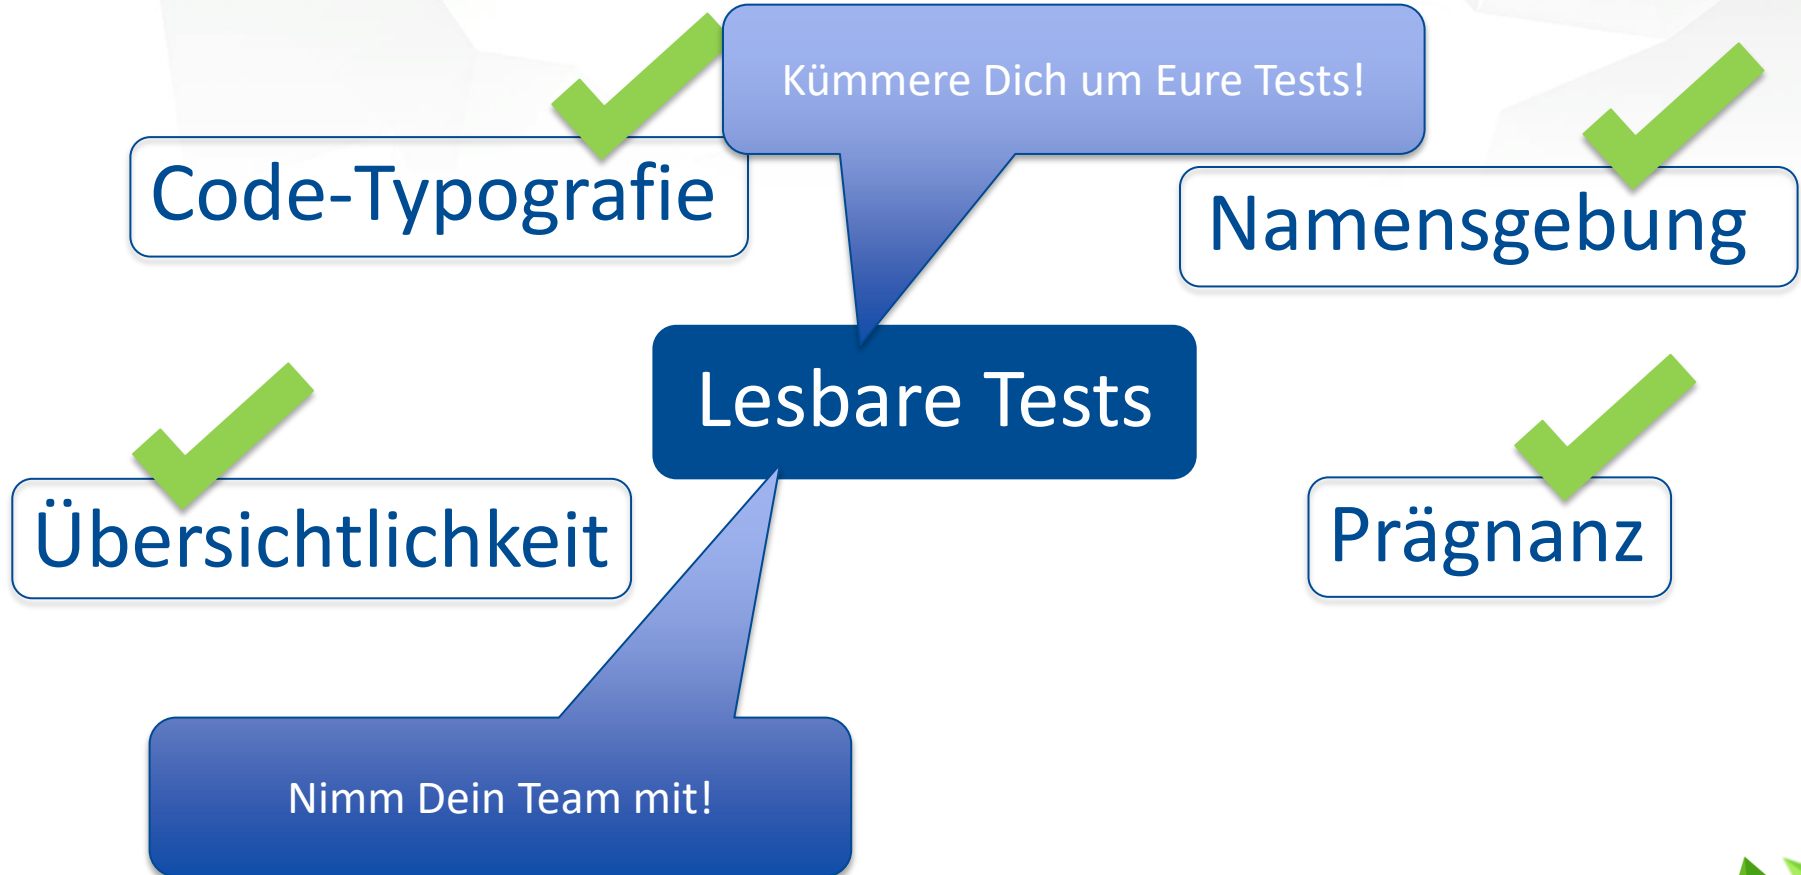 Kümmere Dich um Eure Tests!
Code-Typografie
Namensgebung
Lesbare Tests
Übersichtlichkeit
Prägnanz
Nimm Dein Team mit!